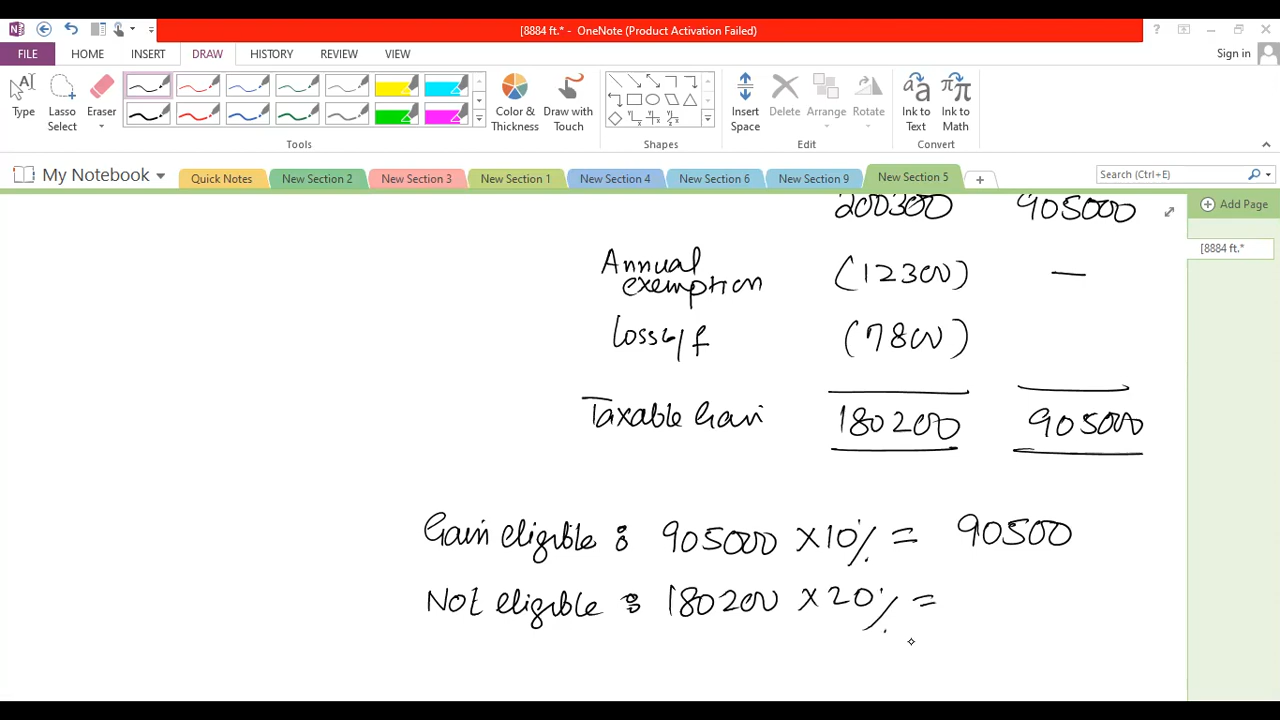 [8884 ft.* - OneNote (Product Activation Failed)
?
FILE HOME INSERT DRAW HISTORY REVIEW VIEW Sign in
Type Lasso Select Eraser Color & Thickness Draw with Touch Insert Space Delete Arrange Rotate Ink to Text Ink to Math
Tools Shapes Edit Convert
My Notebook Quick Notes New Section 2 New Section 3 New Section 1 New Section 4 New Section 6 New Section 9 New Section 5 + Search (Ctrl+E)
Add Page
[8884 ft.*
200300 905000
Annual exemption (12300) —
Loss b/f (7800)
Taxable Gain 180200 905000
Gain eligible : 905000 × 10% = 90500
Not eligible : 180200 × 20% =